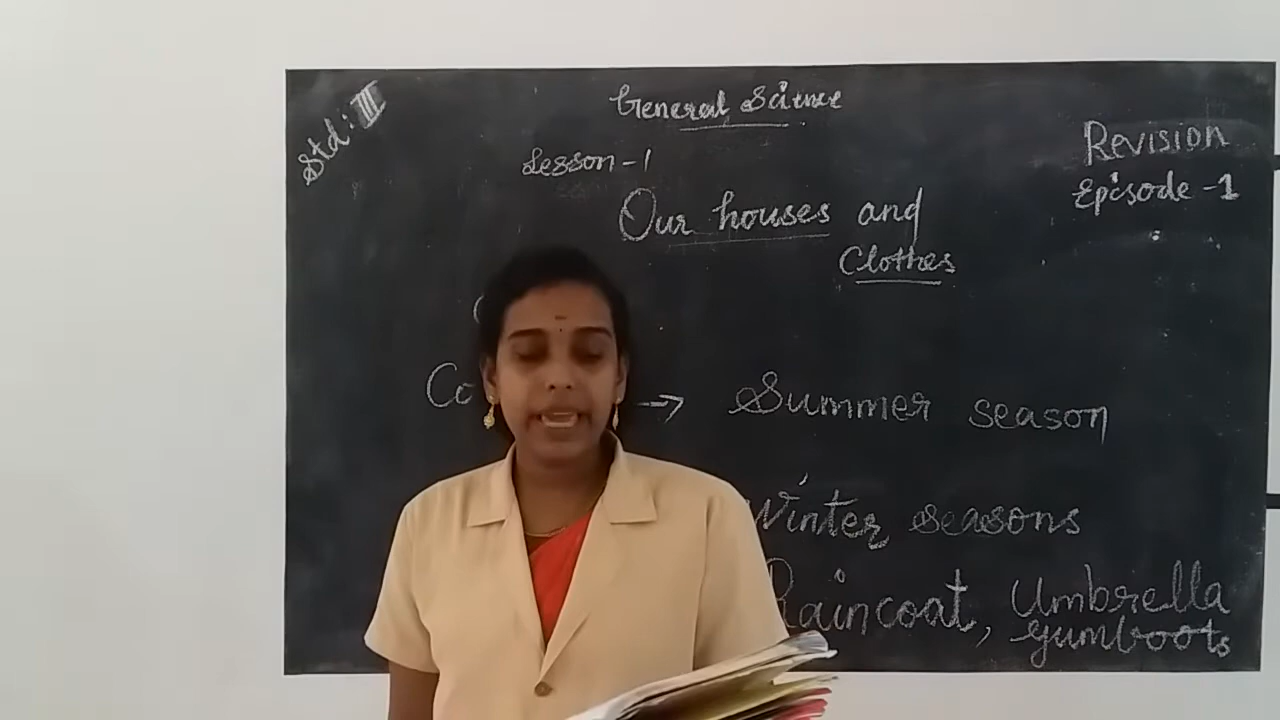 Std: III
General Science
Revision
Episode - 1
Lesson - 1
Our houses and
Clothes
→ Summer season
Winter seasons
Raincoat, Umbrella
gumboots